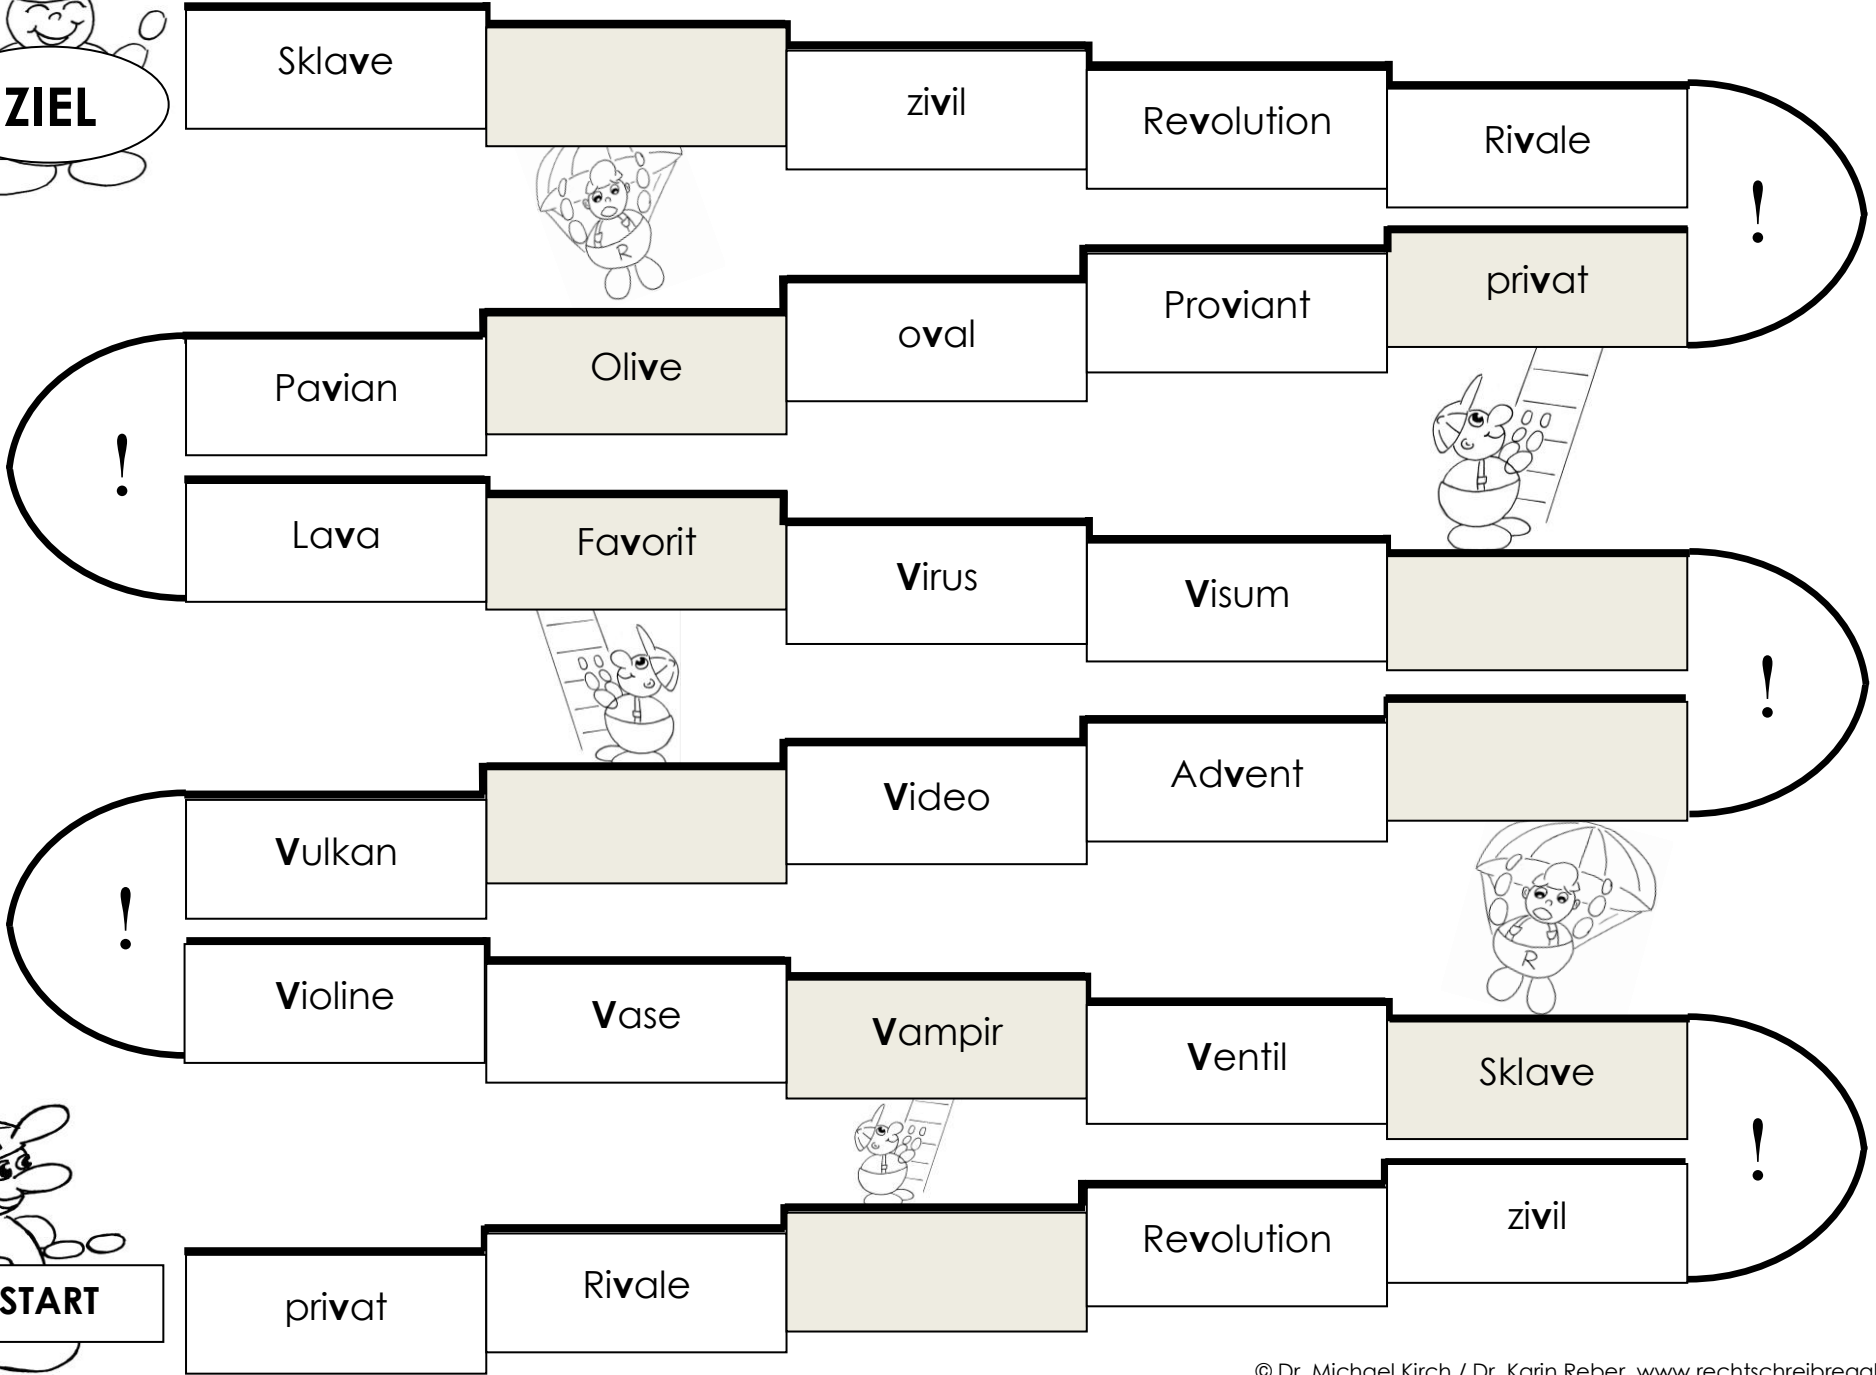 Sklave
ZIEL
zivil
Revolution
Rivale
!
privat
Proviant
oval
Olive
Pavian
R
!
Lava
Favorit
Virus
Visum
!
Advent
Video
Vulkan
!
Violine
Vase
Vampir
Ventil
Sklave
R
!
zivil
Revolution
Rivale
privat
START
© Dr. Michael Kirch / Dr. Karin Reber, www.rechtschreibregal